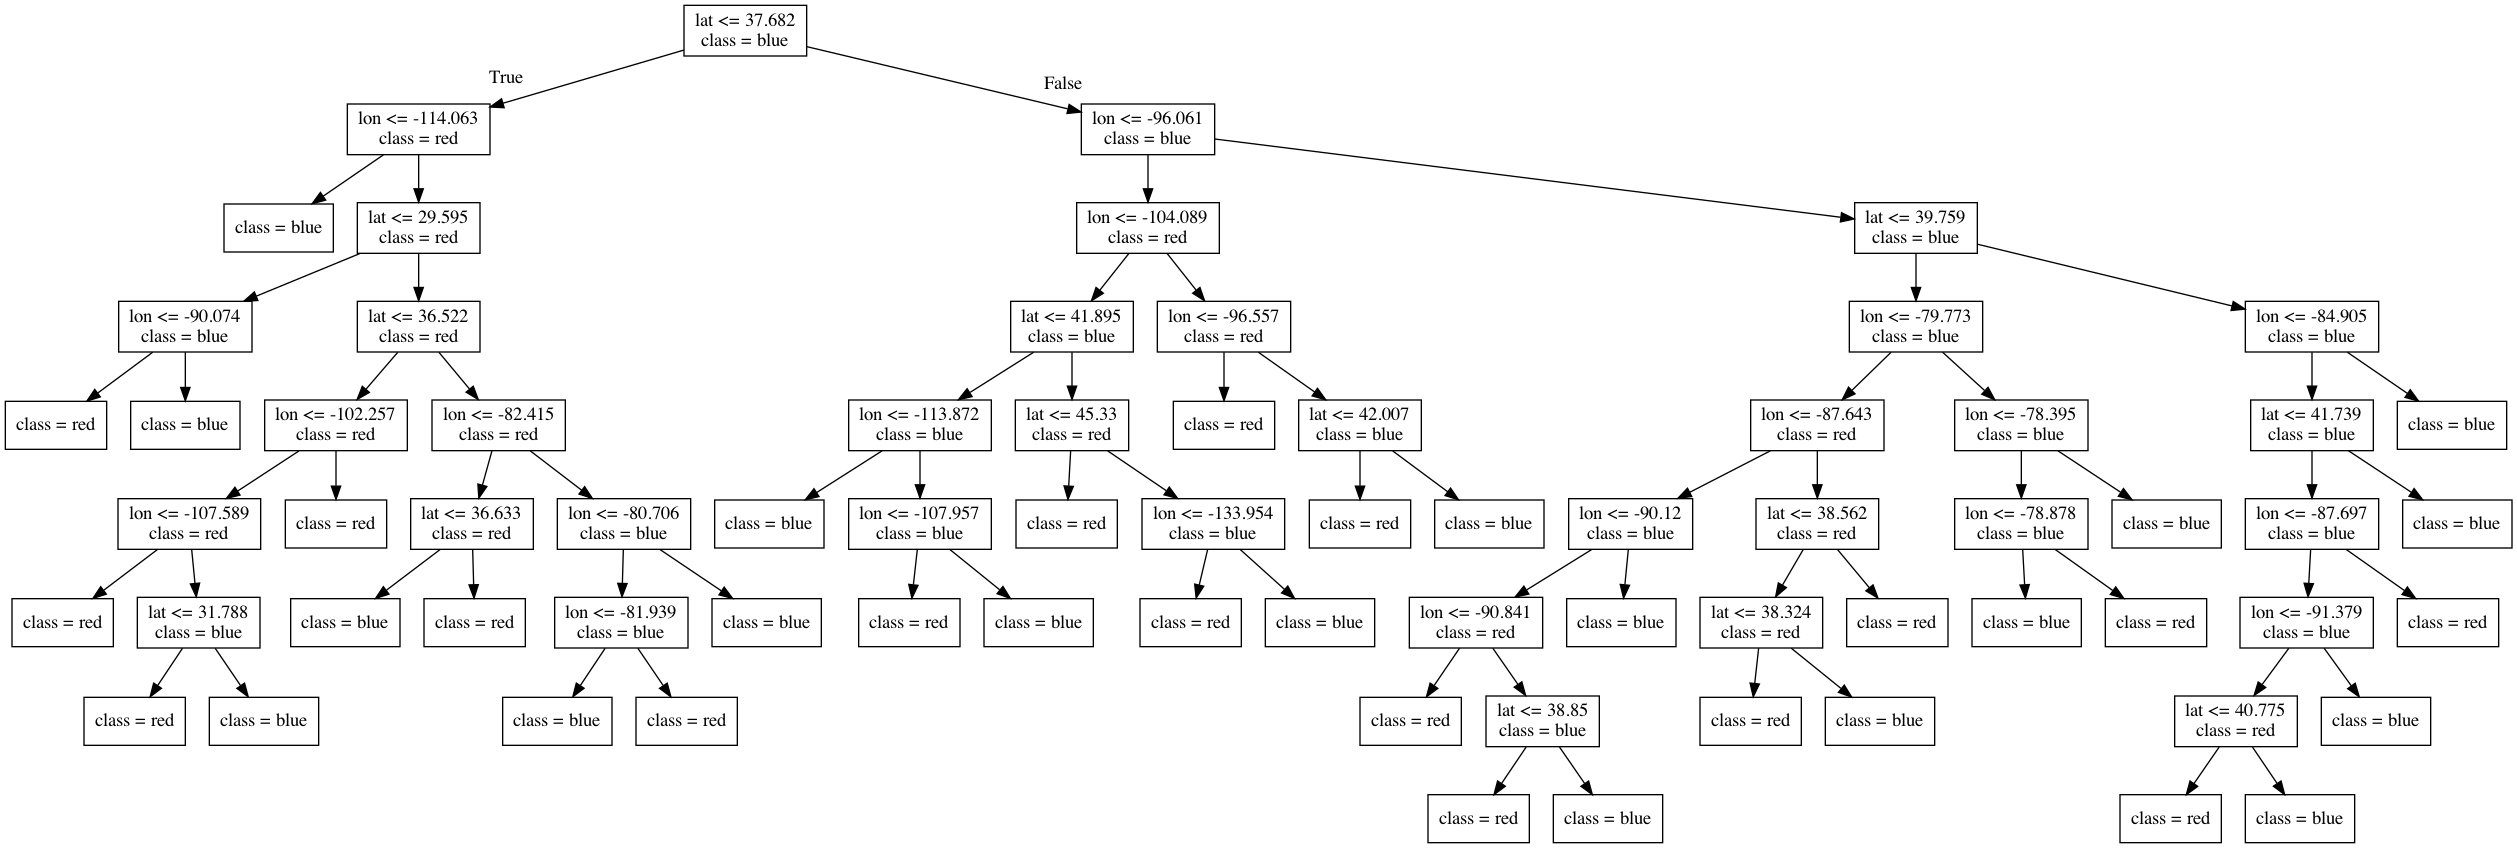 lat <= 37.682
class = blue
True
False
lon <= -114.063
class = red
lon <= -96.061
class = blue
class = blue
lat <= 29.595
class = red
lon <= -104.089
class = red
lat <= 39.759
class = blue
lon <= -90.074
class = blue
lat <= 36.522
class = red
lat <= 41.895
class = blue
lon <= -96.557
class = red
lon <= -79.773
class = blue
lon <= -84.905
class = blue
class = red
class = blue
lon <= -102.257
class = red
lon <= -82.415
class = red
lon <= -113.872
class = blue
lat <= 45.33
class = red
class = red
lat <= 42.007
class = blue
lon <= -87.643
class = red
lon <= -78.395
class = blue
lat <= 41.739
class = blue
class = blue
lon <= -107.589
class = red
class = red
lat <= 36.633
class = red
lon <= -80.706
class = blue
class = blue
lon <= -107.957
class = blue
class = red
lon <= -133.954
class = blue
class = red
class = blue
lon <= -90.12
class = blue
lat <= 38.562
class = red
lon <= -78.878
class = blue
class = blue
lon <= -87.697
class = blue
class = blue
class = red
lat <= 31.788
class = blue
class = blue
class = red
lon <= -81.939
class = blue
class = blue
class = red
class = blue
class = red
class = blue
lon <= -90.841
class = red
class = blue
lat <= 38.324
class = red
class = red
class = blue
class = red
lon <= -91.379
class = blue
class = red
class = red
class = blue
class = blue
class = red
class = red
lat <= 38.85
class = blue
class = red
class = blue
lat <= 40.775
class = red
class = blue
class = red
class = blue
class = red
class = blue